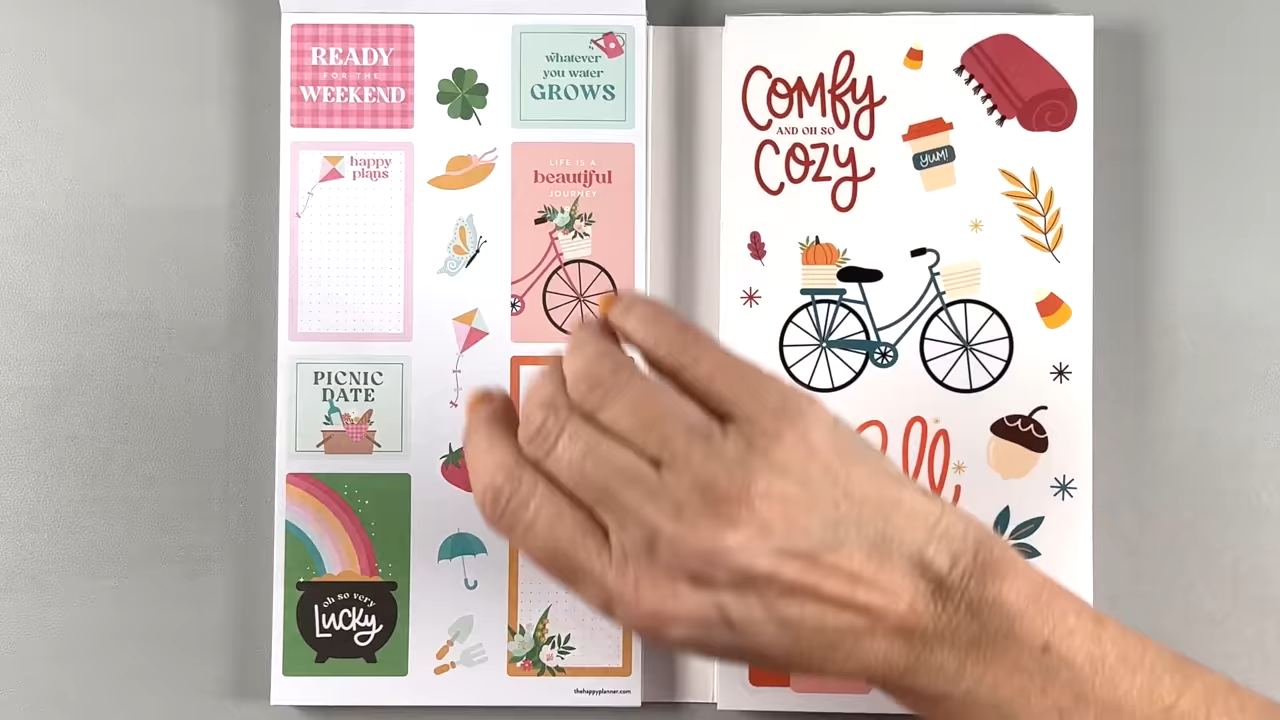 READY
FOR THE
WEEKEND
whatever
you water
GROWS
happy
plans
LIFE IS A
beautiful
JOURNEY
PICNIC
DATE
oh so very
Lucky
thehappyplanner.com
COMFY
AND OH SO
COZY
YUM!